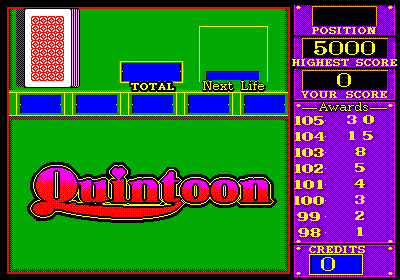 TOTAL
Next Life
Quintoon
POSITION
5000
HIGHEST SCORE
0
YOUR SCORE
Awards
105 30
104 15
103 8
102 5
101 4
100 3
99 2
98 1
CREDITS
0